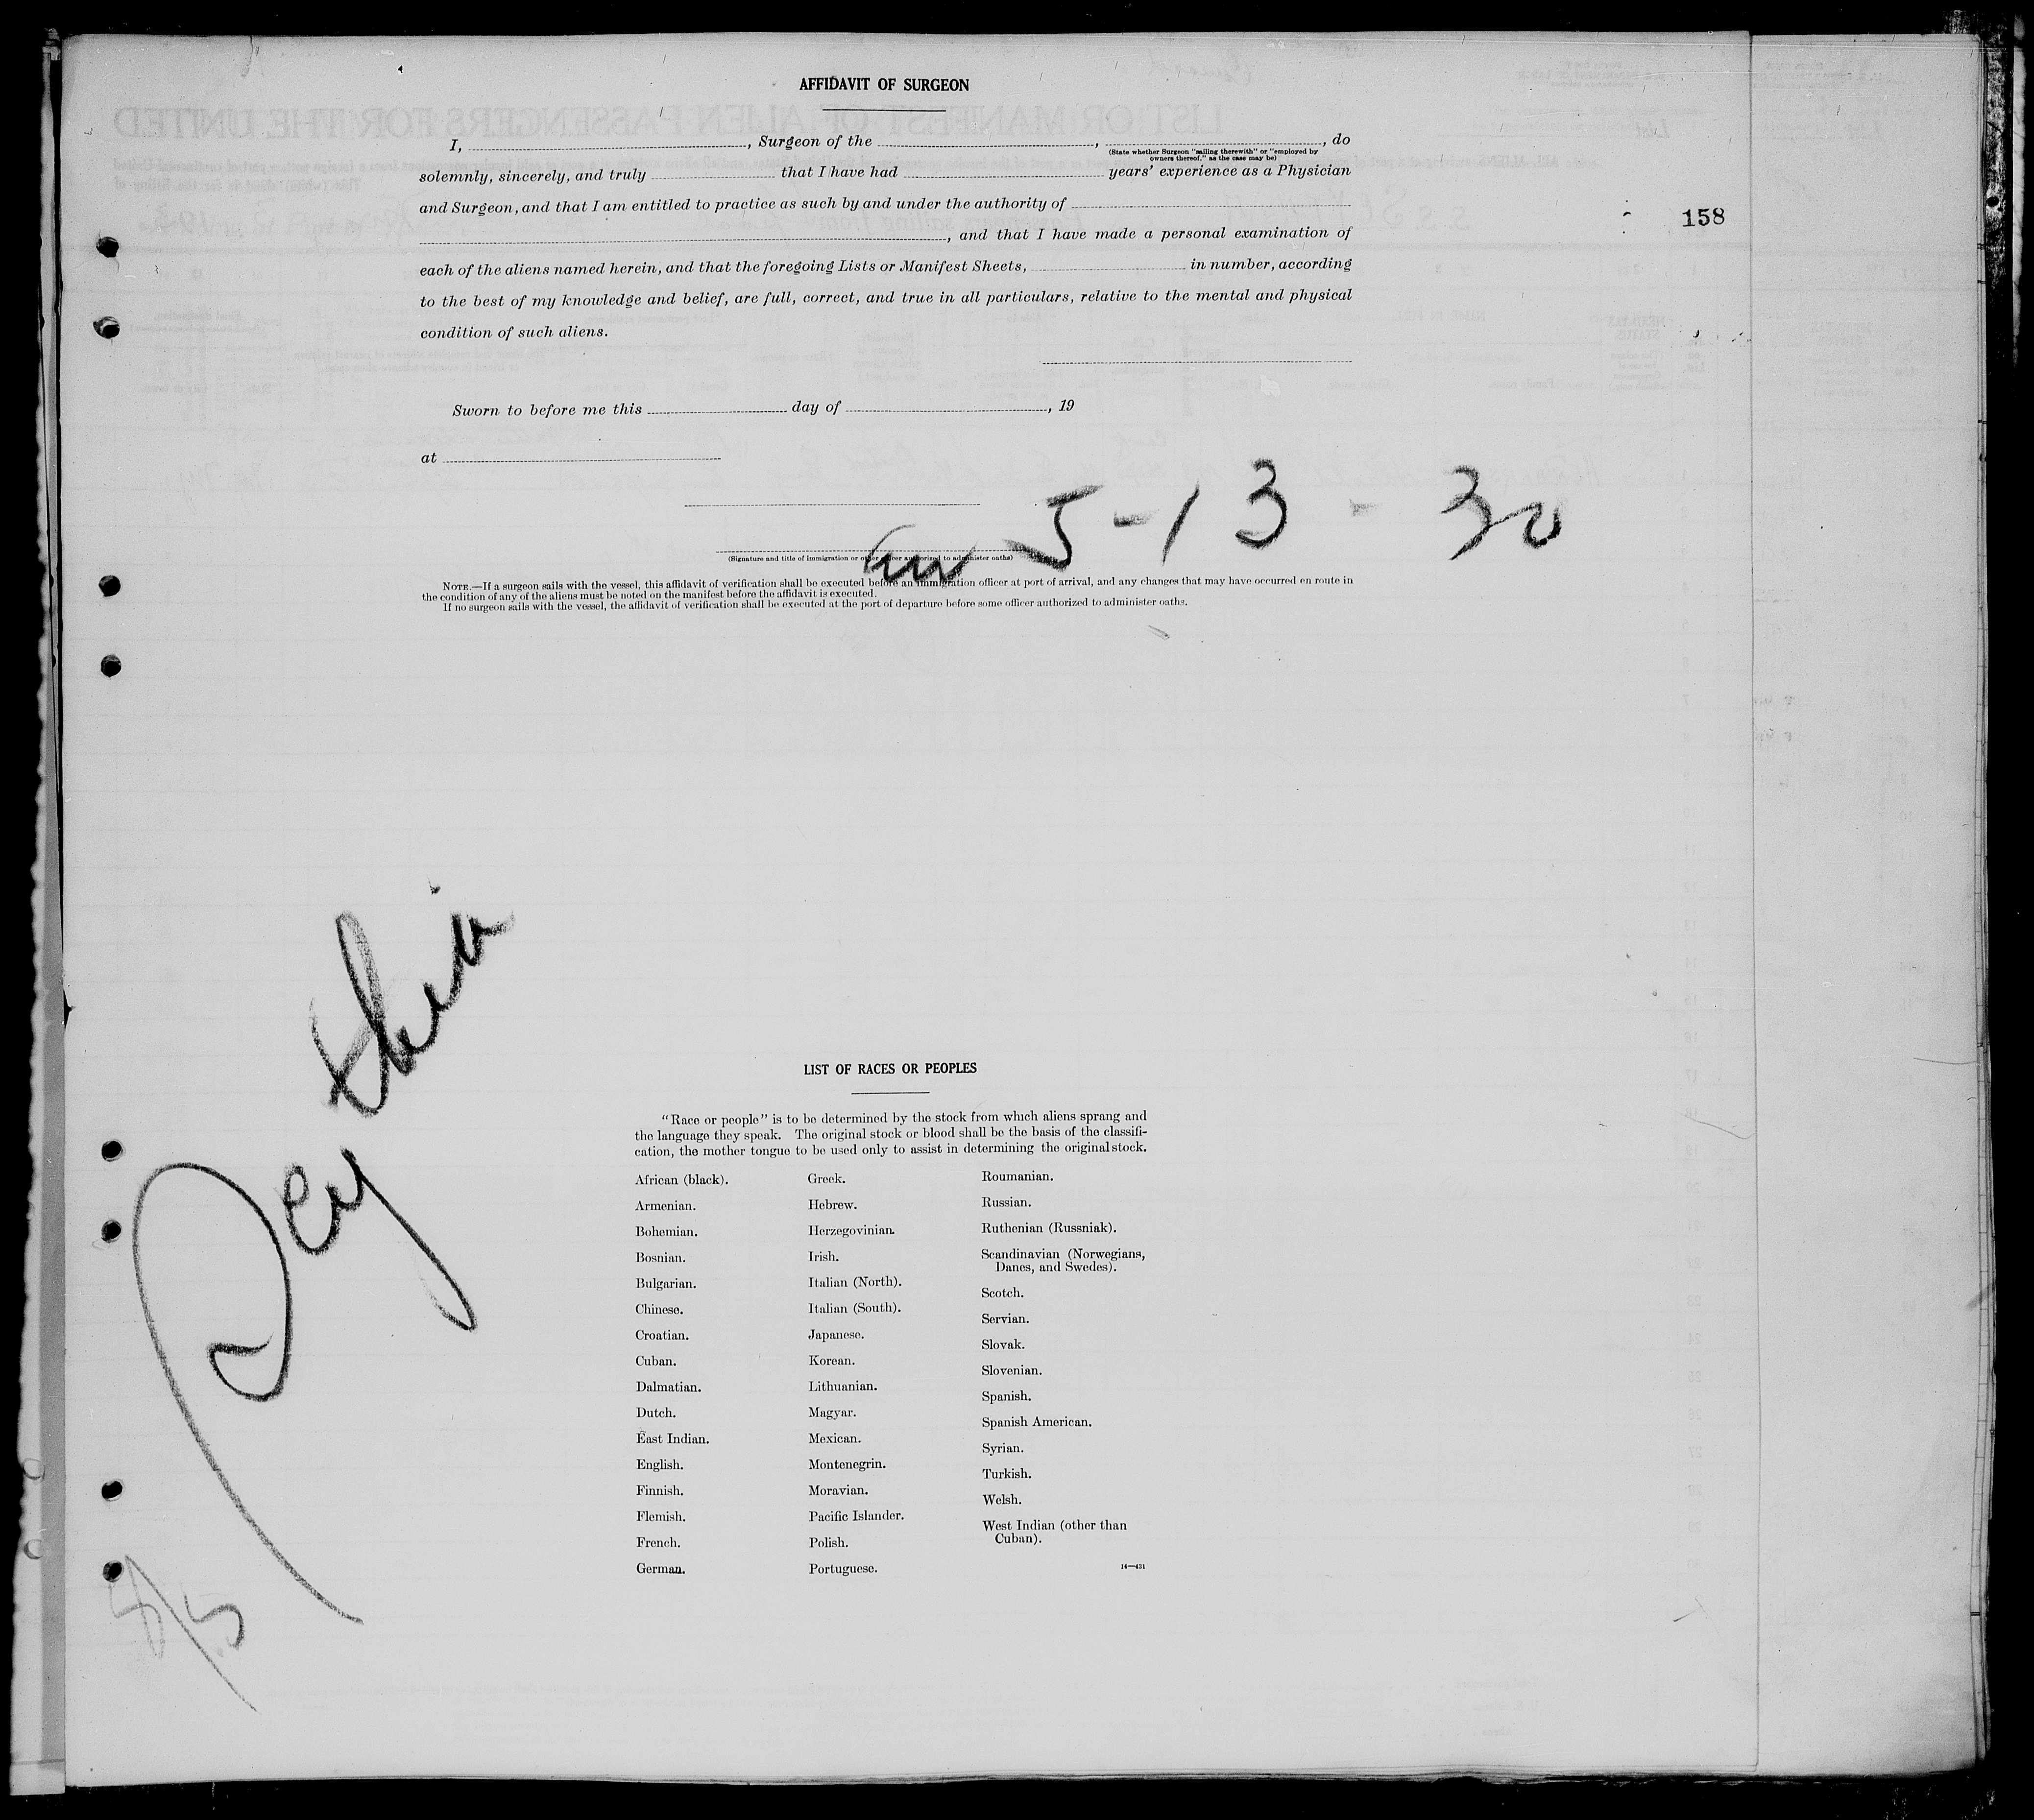 AFFIDAVIT OF SURGEON
I, , Surgeon of the , , do
(State whether Surgeon "sailing therewith" or "employed by
owners thereof," as the case may be)
solemnly, sincerely, and truly that I have had years' experience as a Physician
and Surgeon, and that I am entitled to practice as such by and under the authority of
158
, and that I have made a personal examination of
each of the aliens named herein, and that the foregoing Lists or Manifest Sheets, in number, according
to the best of my knowledge and belief, are full, correct, and true in all particulars, relative to the mental and physical
condition of such aliens.
Sworn to before me this day of , 19
at
5-13-30
(Signature and title of immigration or other officer authorized to administer oaths)
NOTE.—If a surgeon sails with the vessel, this affidavit of verification shall be executed before an immigration officer at port of arrival, and any changes that may have occurred en route in
the condition of any of the aliens must be noted on the manifest before the affidavit is executed.
If no surgeon sails with the vessel, the affidavit of verification shall be executed at the port of departure before some officer authorized to administer oaths.
LIST OF RACES OR PEOPLES
"Race or people" is to be determined by the stock from which aliens sprang and
the language they speak. The original stock or blood shall be the basis of the classifi-
cation, the mother tongue to be used only to assist in determining the original stock.
African (black).
Armenian.
Bohemian.
Bosnian.
Bulgarian.
Chinese.
Croatian.
Cuban.
Dalmatian.
Dutch.
East Indian.
English.
Finnish.
Flemish.
French.
German.
Greek.
Hebrew.
Herzegovinian.
Irish.
Italian (North).
Italian (South).
Japanese.
Korean.
Lithuanian.
Magyar.
Mexican.
Montenegrin.
Moravian.
Pacific Islander.
Polish.
Portuguese.
Roumanian.
Russian.
Ruthenian (Russniak).
Scandinavian (Norwegians,
Danes, and Swedes).
Scotch.
Servian.
Slovak.
Slovenian.
Spanish.
Spanish American.
Syrian.
Turkish.
Welsh.
West Indian (other than
Cuban).
14—431